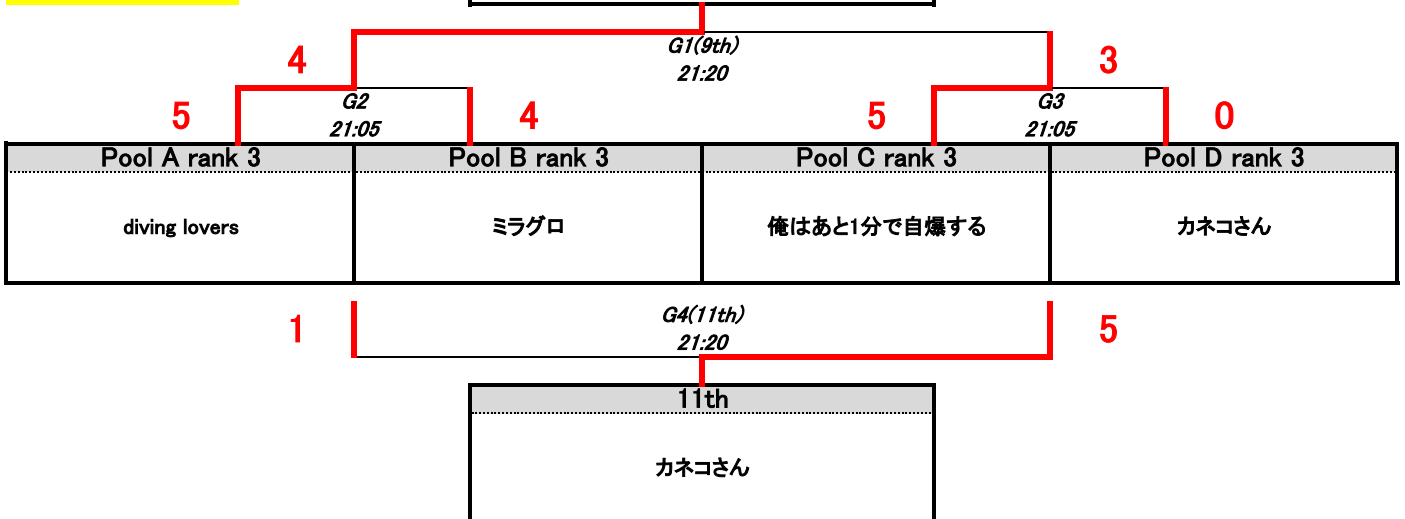 G1(9th)
4
21:20
3
G2
G3
5
21:05
4
5
21:05
0
Pool A rank 3
Pool B rank 3
Pool C rank 3
Pool D rank 3
diving lovers
ミラグロ
俺はあと1分で自爆する
カネコさん
G4(11th)
1
21:20
5
11th
カネコさん